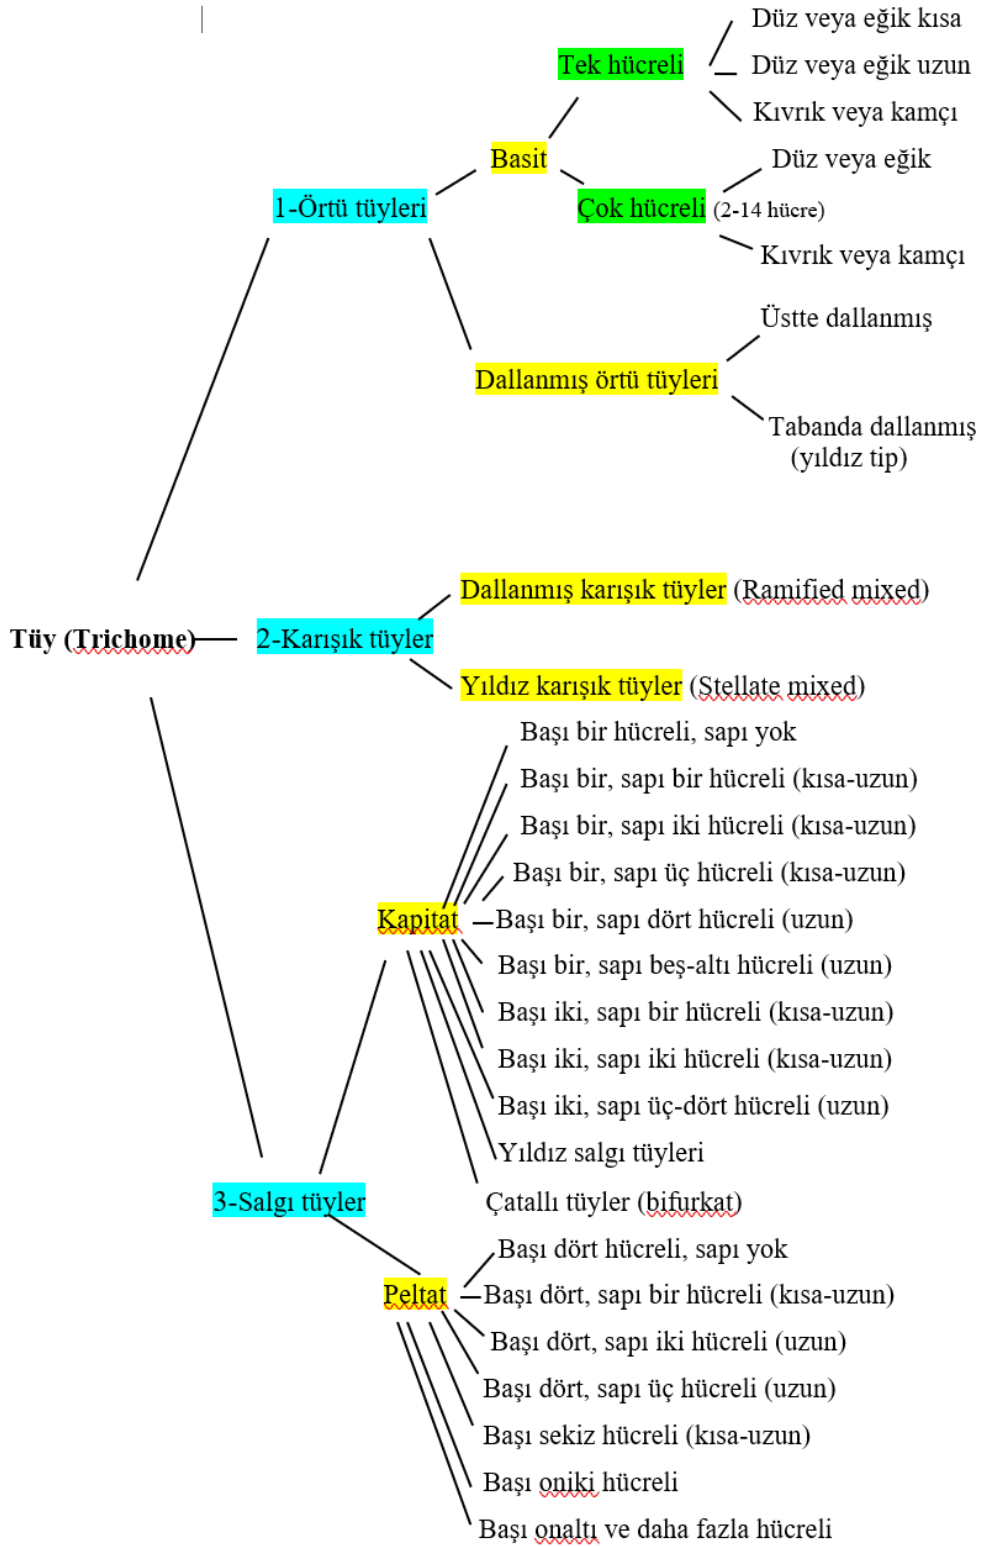 Düz veya eğik kısa
Tek hücreli
Düz veya eğik uzun
Kıvrık veya kamçı
Basit
Düz veya eğik
1-Örtü tüyleri
Çok hücreli (2-14 hücre)
Kıvrık veya kamçı
Üstte dallanmış
Dallanmış örtü tüyleri
Tabanda dallanmış
(yıldız tip)
Dallanmış karışık tüyler (Ramified mixed)
Tüy (Trichome)
2-Karışık tüyler
Yıldız karışık tüyler (Stellate mixed)
Başı bir hücreli, sapı yok
Başı bir, sapı bir hücreli (kısa-uzun)
Başı bir, sapı iki hücreli (kısa-uzun)
Başı bir, sapı üç hücreli (kısa-uzun)
Kapitat
Başı bir, sapı dört hücreli (uzun)
Başı bir, sapı beş-altı hücreli (uzun)
Başı iki, sapı bir hücreli (kısa-uzun)
Başı iki, sapı iki hücreli (kısa-uzun)
Başı iki, sapı üç-dört hücreli (uzun)
Yıldız salgı tüyleri
3-Salgı tüyler
Çatallı tüyler (bifurkat)
Başı dört hücreli, sapı yok
Peltat
Başı dört, sapı bir hücreli (kısa-uzun)
Başı dört, sapı iki hücreli (uzun)
Başı dört, sapı üç hücreli (uzun)
Başı sekiz hücreli (kısa-uzun)
Başı oniki hücreli
Başı onaltı ve daha fazla hücreli